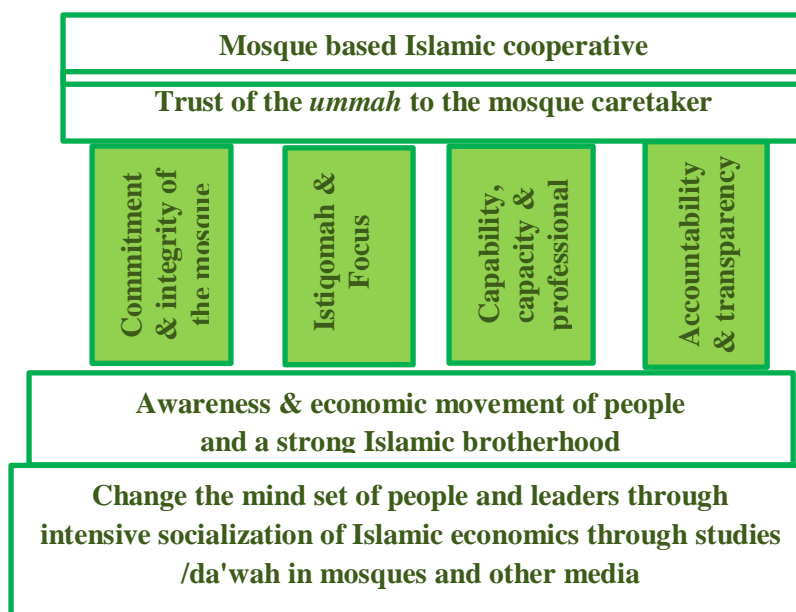 Mosque based Islamic cooperative
Trust of the ummah to the mosque caretaker
Commitment
& integrity of
the mosque
Istiqomah &
Focus
Capability,
capacity &
professional
Accountability
& transparency
Awareness & economic movement of people
and a strong Islamic brotherhood
Change the mind set of people and leaders through
intensive socialization of Islamic economics through studies
/da'wah in mosques and other media